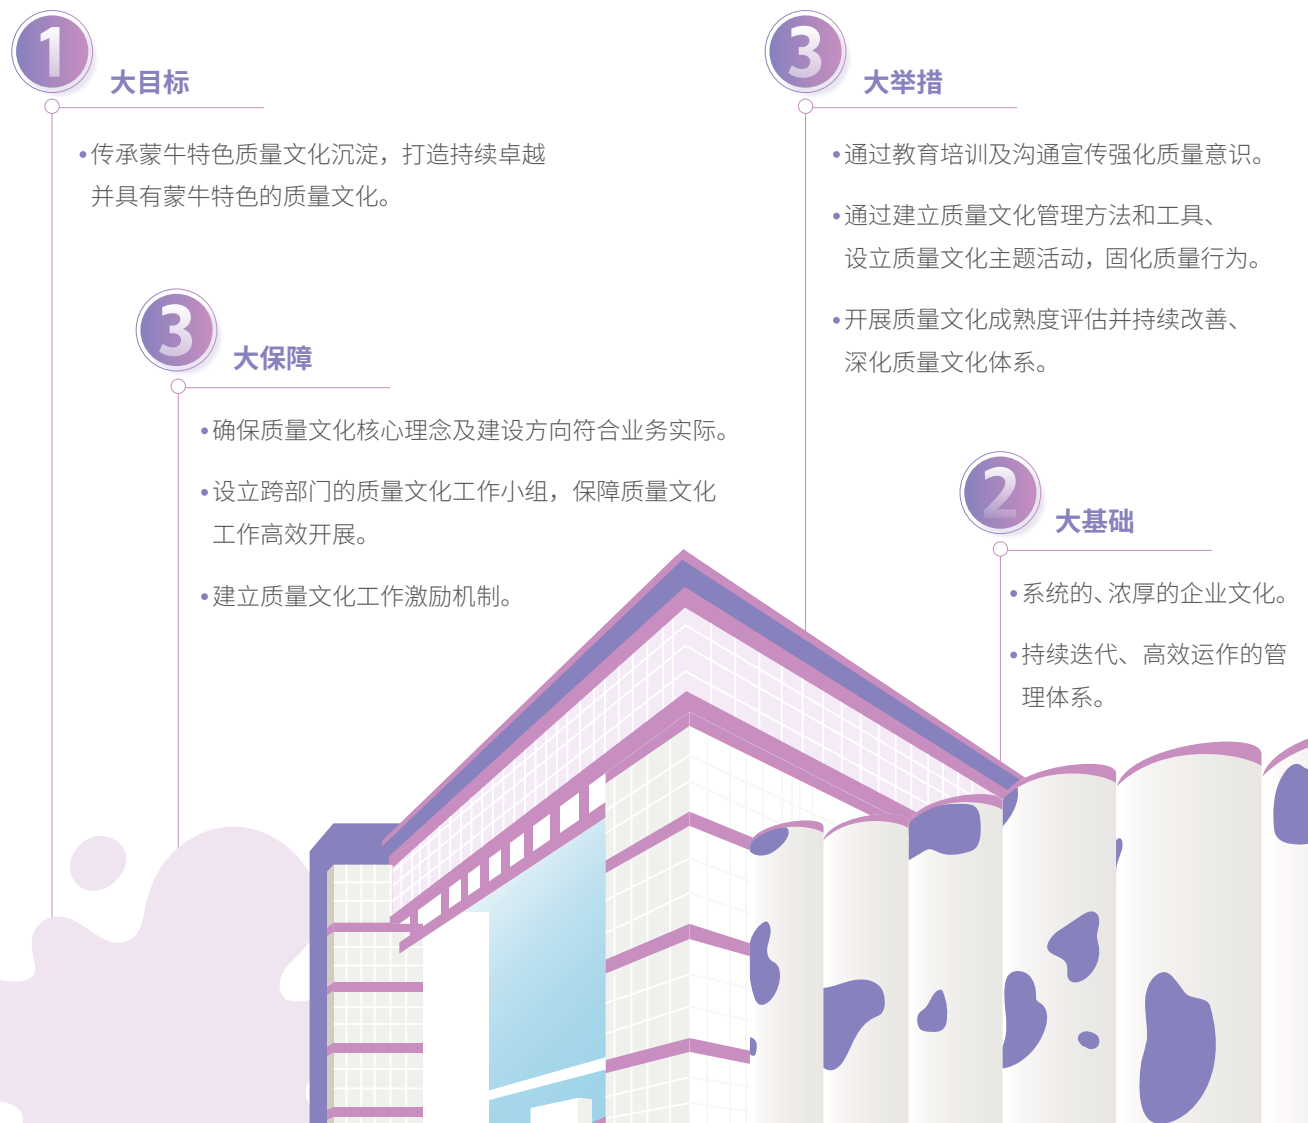 1
大目标
•传承蒙牛特色质量文化沉淀，打造持续卓越
并具有蒙牛特色的质量文化。
3
大保障
•确保质量文化核心理念及建设方向符合业务实际。
•设立跨部门的质量文化工作小组，保障质量文化
工作高效开展。
•建立质量文化工作激励机制。
3
大举措
•通过教育培训及沟通宣传强化质量意识。
•通过建立质量文化管理方法和工具、
设立质量文化主题活动，固化质量行为。
•开展质量文化成熟度评估并持续改善、
深化质量文化体系。
2
大基础
•系统的、浓厚的企业文化。
•持续迭代、高效运作的管
理体系。